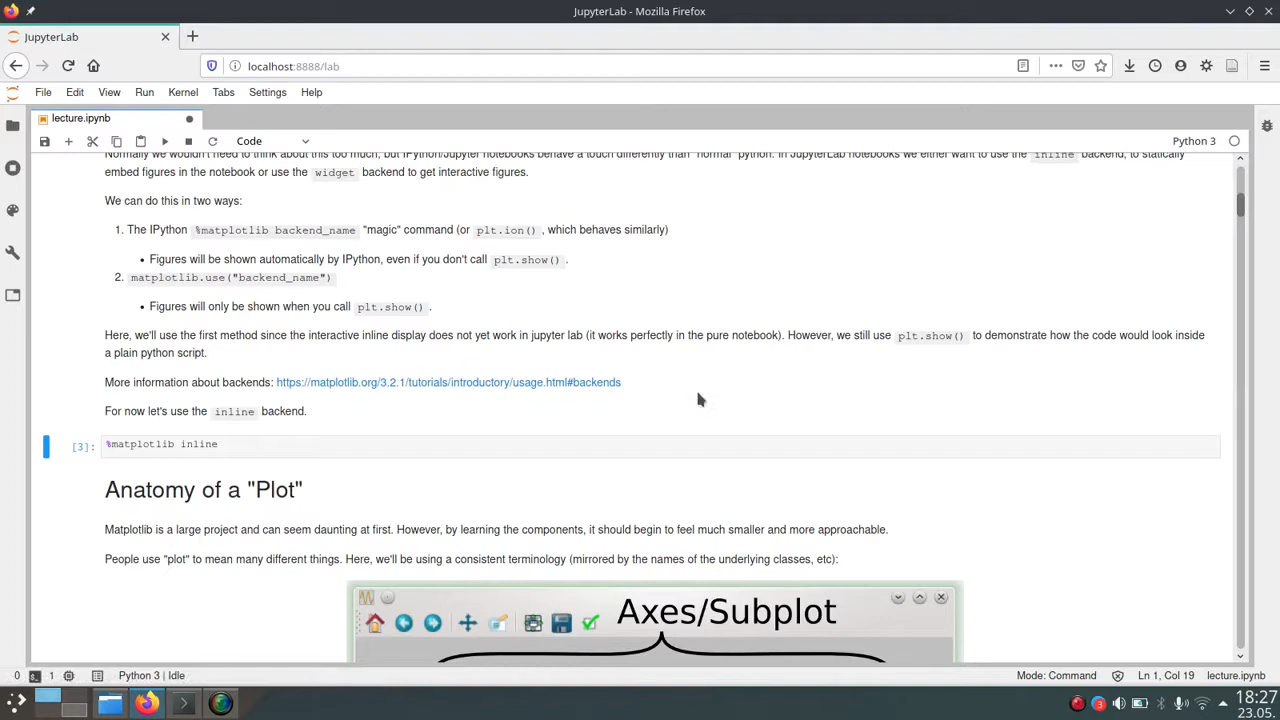 JupyterLab - Mozilla Firefox
JupyterLab
localhost:8888/lab
File Edit View Run Kernel Tabs Settings Help
lecture.ipynb
Code Python 3
Normally we wouldn't need to think about this too much, but IPython/Jupyter notebooks behave a touch differently than "normal" python. In JupyterLab notebooks we either want to use the inline backend, to statically
embed figures in the notebook or use the widget backend to get interactive figures.
We can do this in two ways:
1. The IPython %matplotlib backend_name "magic" command (or plt.ion(), which behaves similarly)
• Figures will be shown automatically by IPython, even if you don't call plt.show().
2. matplotlib.use("backend_name")
• Figures will only be shown when you call plt.show().
Here, we'll use the first method since the interactive inline display does not yet work in jupyter lab (it works perfectly in the pure notebook). However, we still use plt.show() to demonstrate how the code would look inside
a plain python script.
More information about backends: https://matplotlib.org/3.2.1/tutorials/introductory/usage.html#backends
For now let's use the inline backend.
[3]: %matplotlib inline
Anatomy of a "Plot"
Matplotlib is a large project and can seem daunting at first. However, by learning the components, it should begin to feel much smaller and more approachable.
People use "plot" to mean many different things. Here, we'll be using a consistent terminology (mirrored by the names of the underlying classes, etc):
Axes/Subplot
0 1 Python 3 | Idle Mode: Command Ln 1, Col 19 lecture.ipynb
3 18:27
23.05.